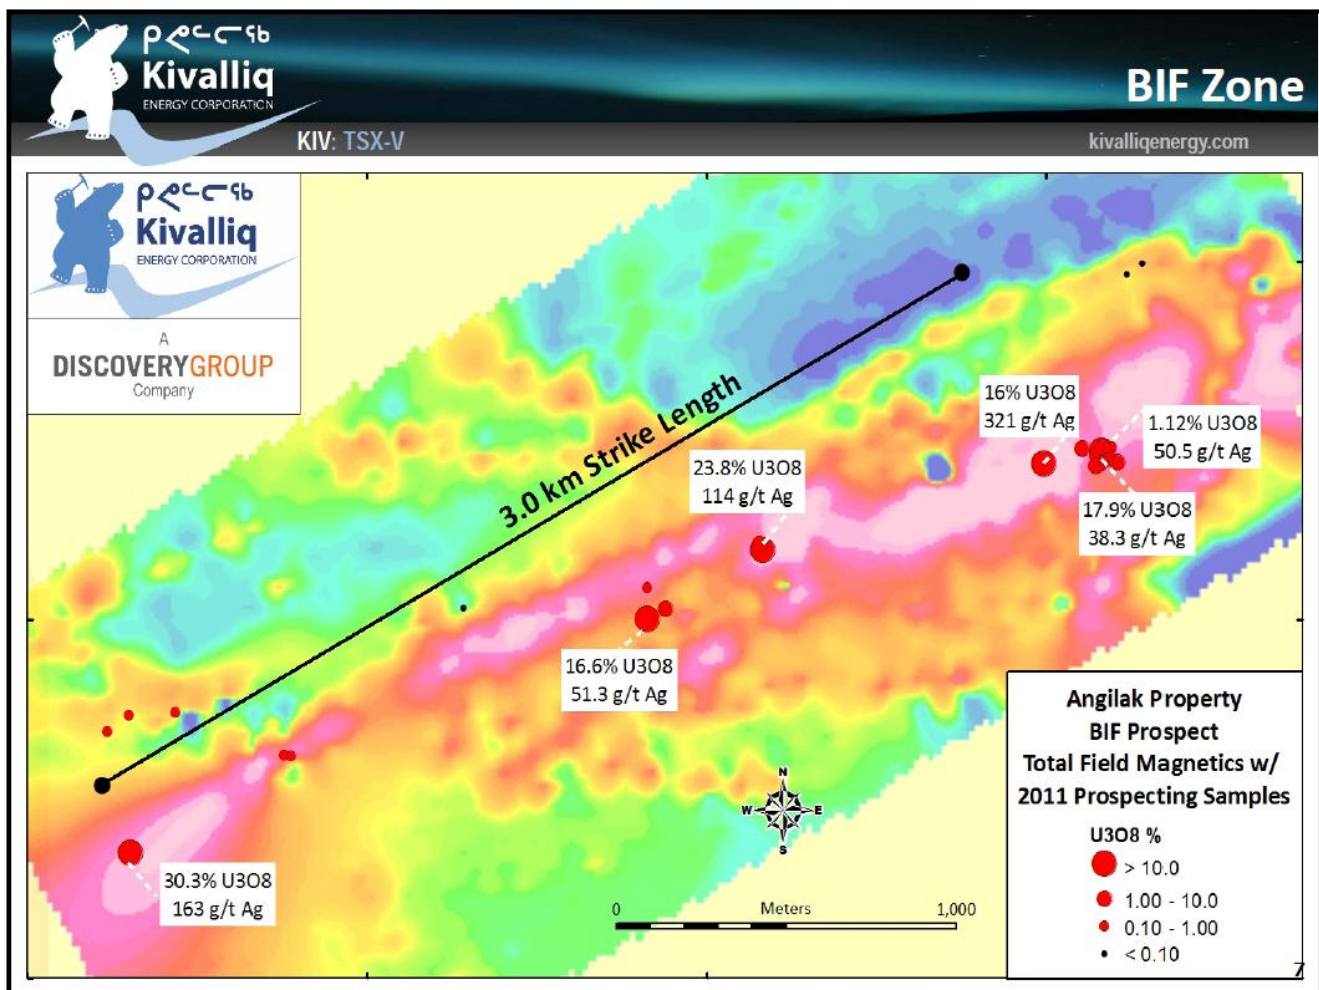 ᑭᕙᓪᓕᖅ
Kivalliq
ENERGY CORPORATION
BIF Zone
KIV: TSX-V
kivalliqenergy.com
ᑭᕙᓪᓕᖅ
Kivalliq
ENERGY CORPORATION
A
DISCOVERYGROUP
Company
3.0 km Strike Length
16% U3O8
321 g/t Ag
1.12% U3O8
50.5 g/t Ag
23.8% U3O8
114 g/t Ag
17.9% U3O8
38.3 g/t Ag
16.6% U3O8
51.3 g/t Ag
30.3% U3O8
163 g/t Ag
N
W
E
S
0
Meters
1,000
Angilak Property
BIF Prospect
Total Field Magnetics w/
2011 Prospecting Samples
U3O8 %
> 10.0
1.00 - 10.0
0.10 - 1.00
< 0.10
7